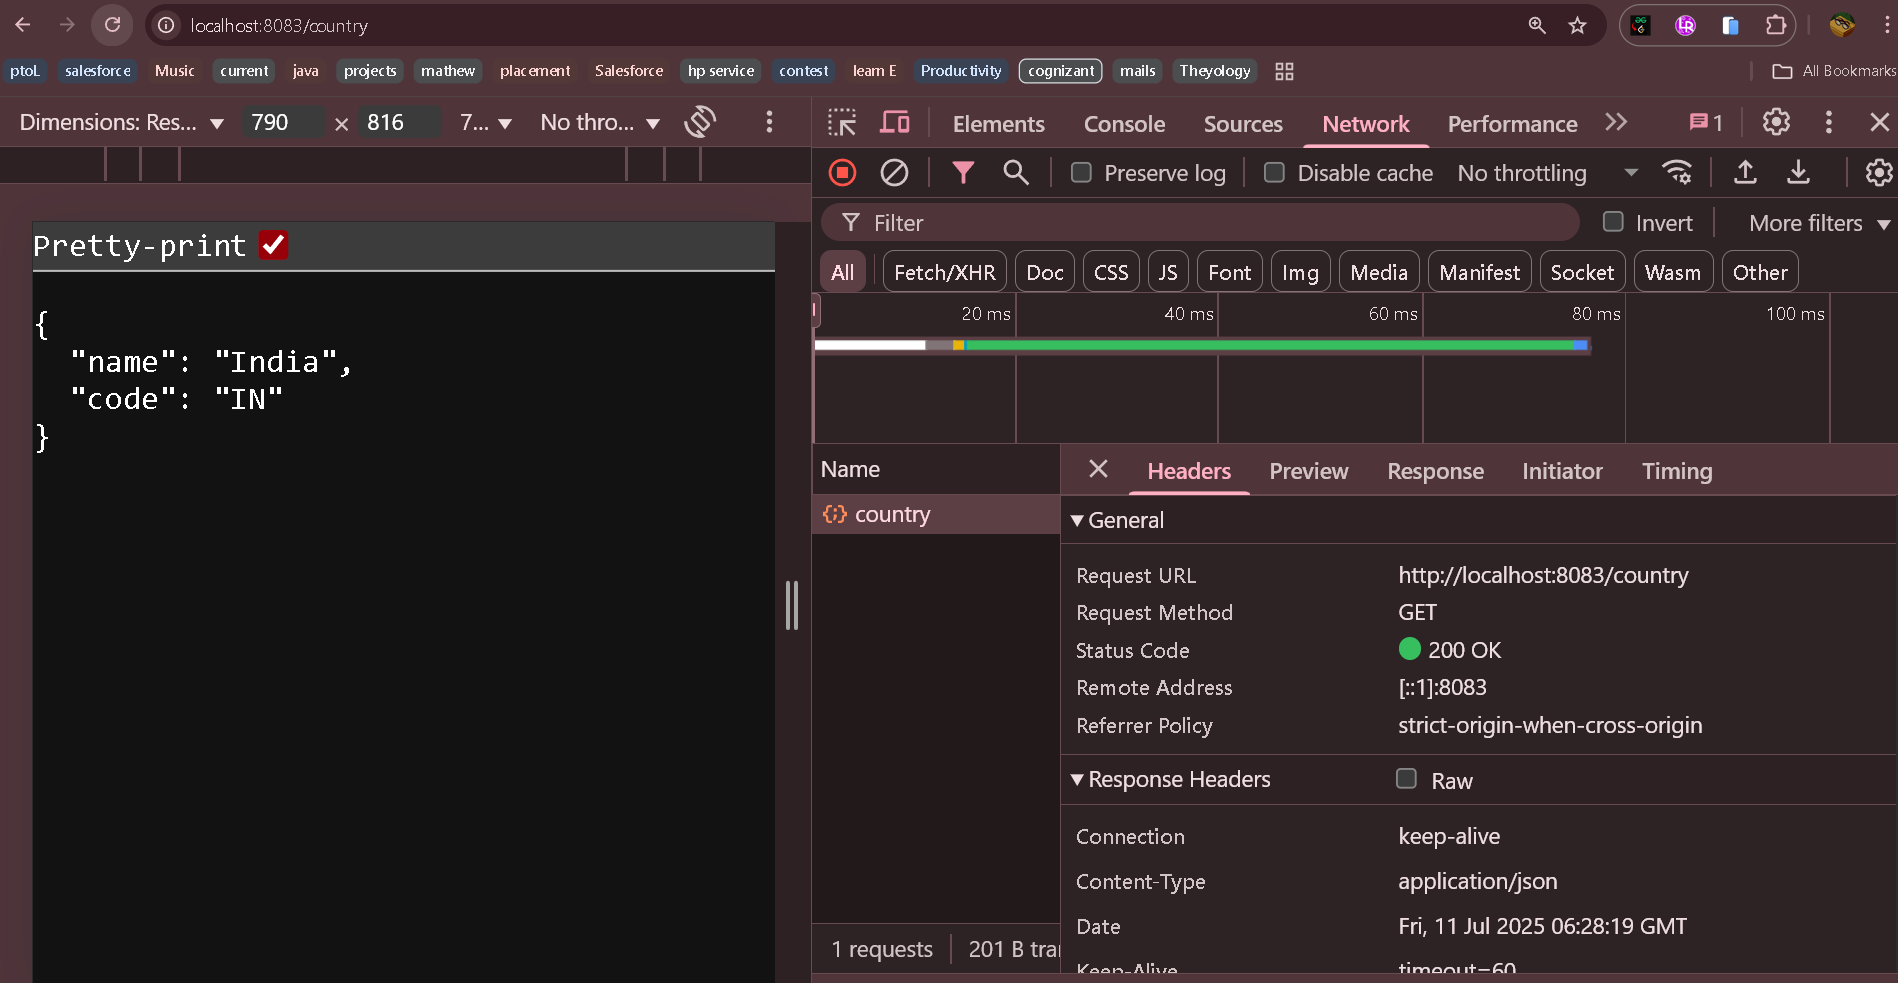 localhost:8083/country
ptoL salesforce Music current java projects mathew placement Salesforce hp service contest learn E Productivity cognizant mails Theyology All Bookmarks
Dimensions: Res... 790 × 816 7... No thro...
Elements Console Sources Network Performance 1
Preserve log Disable cache No throttling
Filter Invert More filters
All Fetch/XHR Doc CSS JS Font Img Media Manifest Socket Wasm Other
20 ms 40 ms 60 ms 80 ms 100 ms
Pretty-print
{
"name": "India",
"code": "IN"
}
Name
country
1 requests 201 B tra
Headers Preview Response Initiator Timing
General
Request URL http://localhost:8083/country
Request Method GET
Status Code 200 OK
Remote Address [::1]:8083
Referrer Policy strict-origin-when-cross-origin
Response Headers Raw
Connection keep-alive
Content-Type application/json
Date Fri, 11 Jul 2025 06:28:19 GMT
Keep-Alive timeout=60